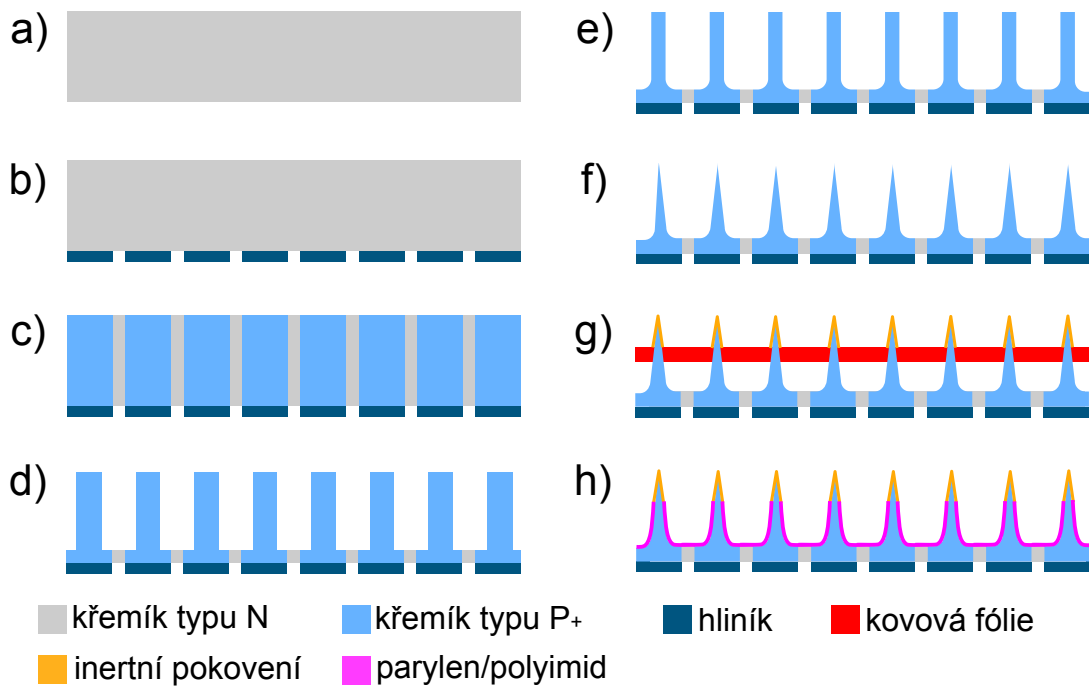 a)
b)
c)
d)
e)
f)
g)
h)
křemík typu N
křemík typu P+
hliník
kovová fólie
inertní pokovení
parylen/polyimid